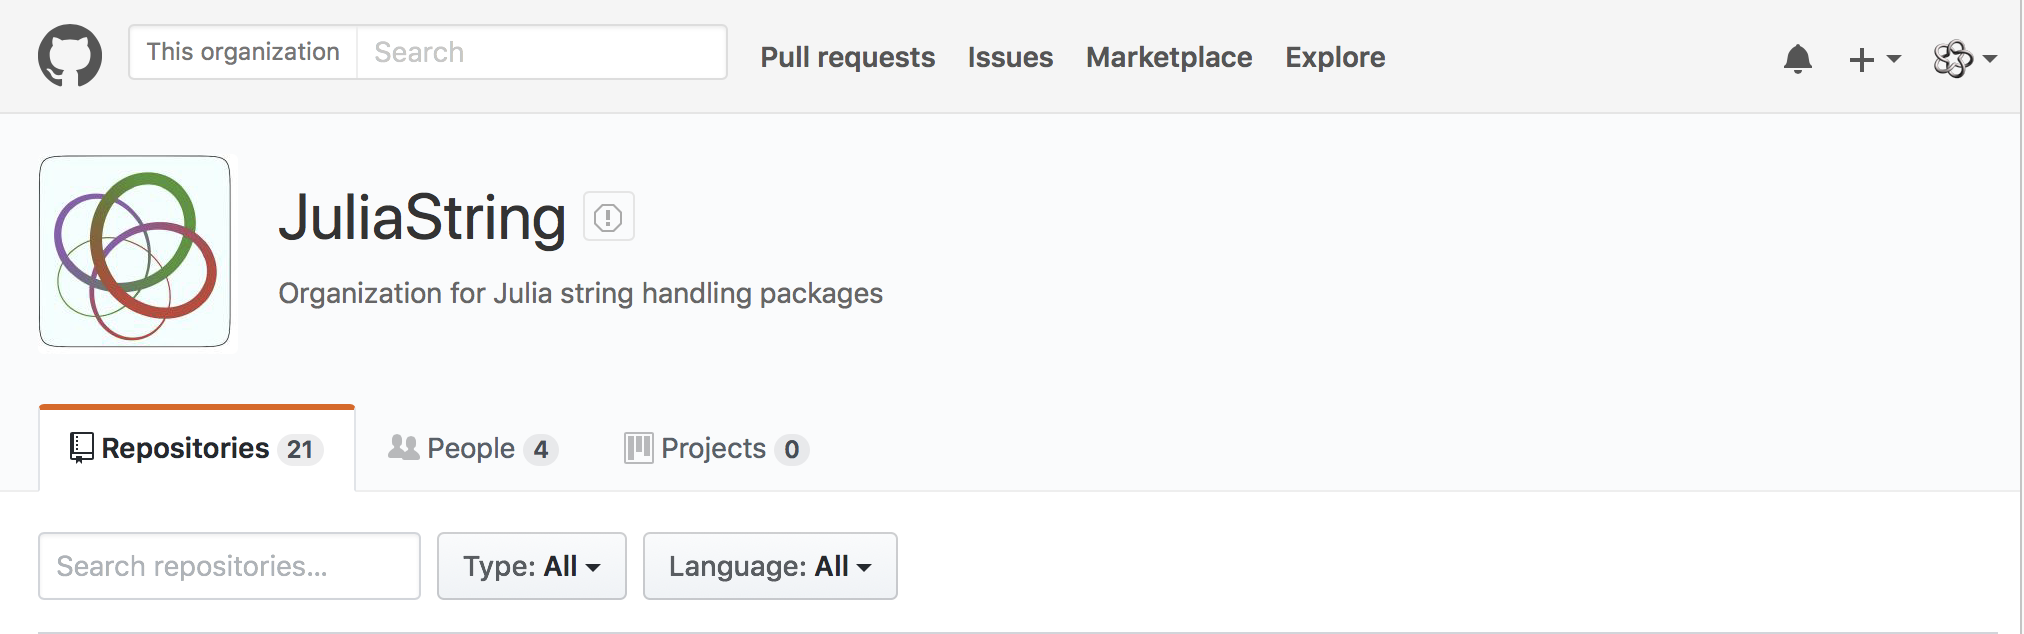 This organization Search Pull requests Issues Marketplace Explore
JuliaString
Organization for Julia string handling packages
Repositories 21 People 4 Projects 0
Search repositories... Type: All Language: All